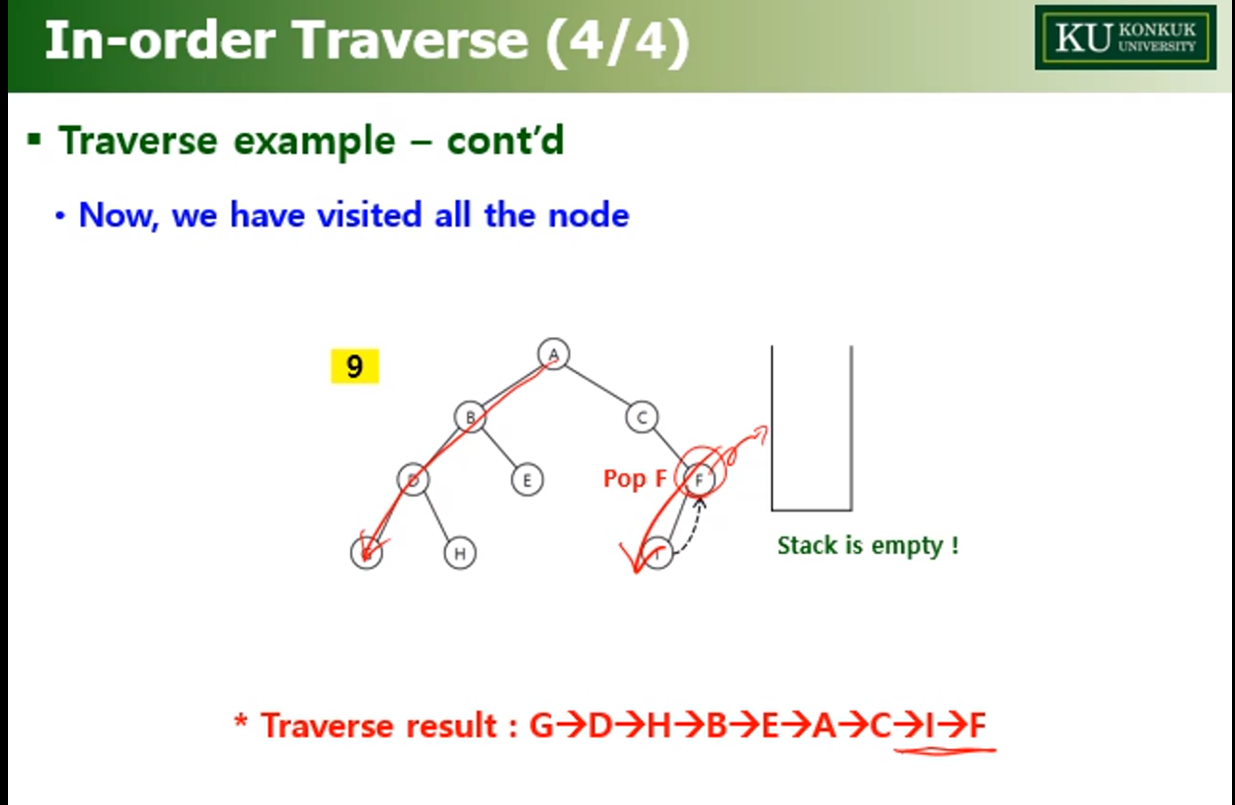 In-order Traverse (4/4)
KU KONKUK
UNIVERSITY
▪ Traverse example – cont’d
• Now, we have visited all the node
9
A
B
C
D
E
Pop F
F
G
H
I
Stack is empty !
* Traverse result : G→D→H→B→E→A→C→I→F